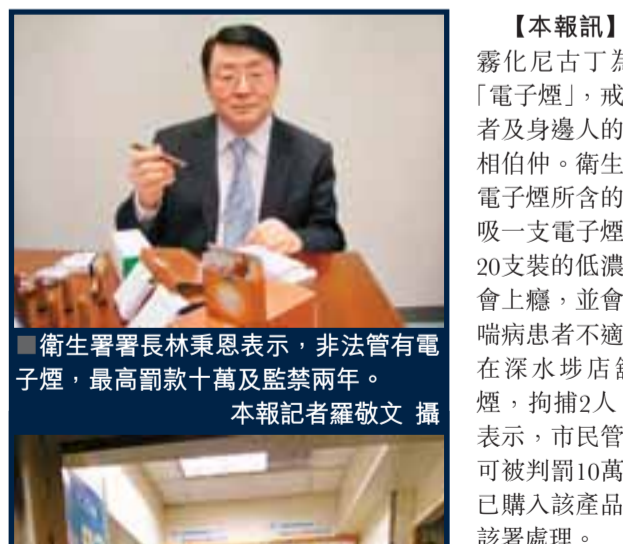 ■衛生署署長林秉恩表示，非法管有電
子煙，最高罰款十萬及監禁兩年。
本報記者羅敬文 攝
【本報訊】
霧化尼古丁為
「電子煙」，戒
者及身邊人的
相伯仲。衛生
電子煙所含的
吸一支電子煙
20支裝的低濃
會上癮，並會
喘病患者不適
在深水埗店舖
煙，拘捕2人
表示，市民管
可被判罰10萬
已購入該產品
該署處理。